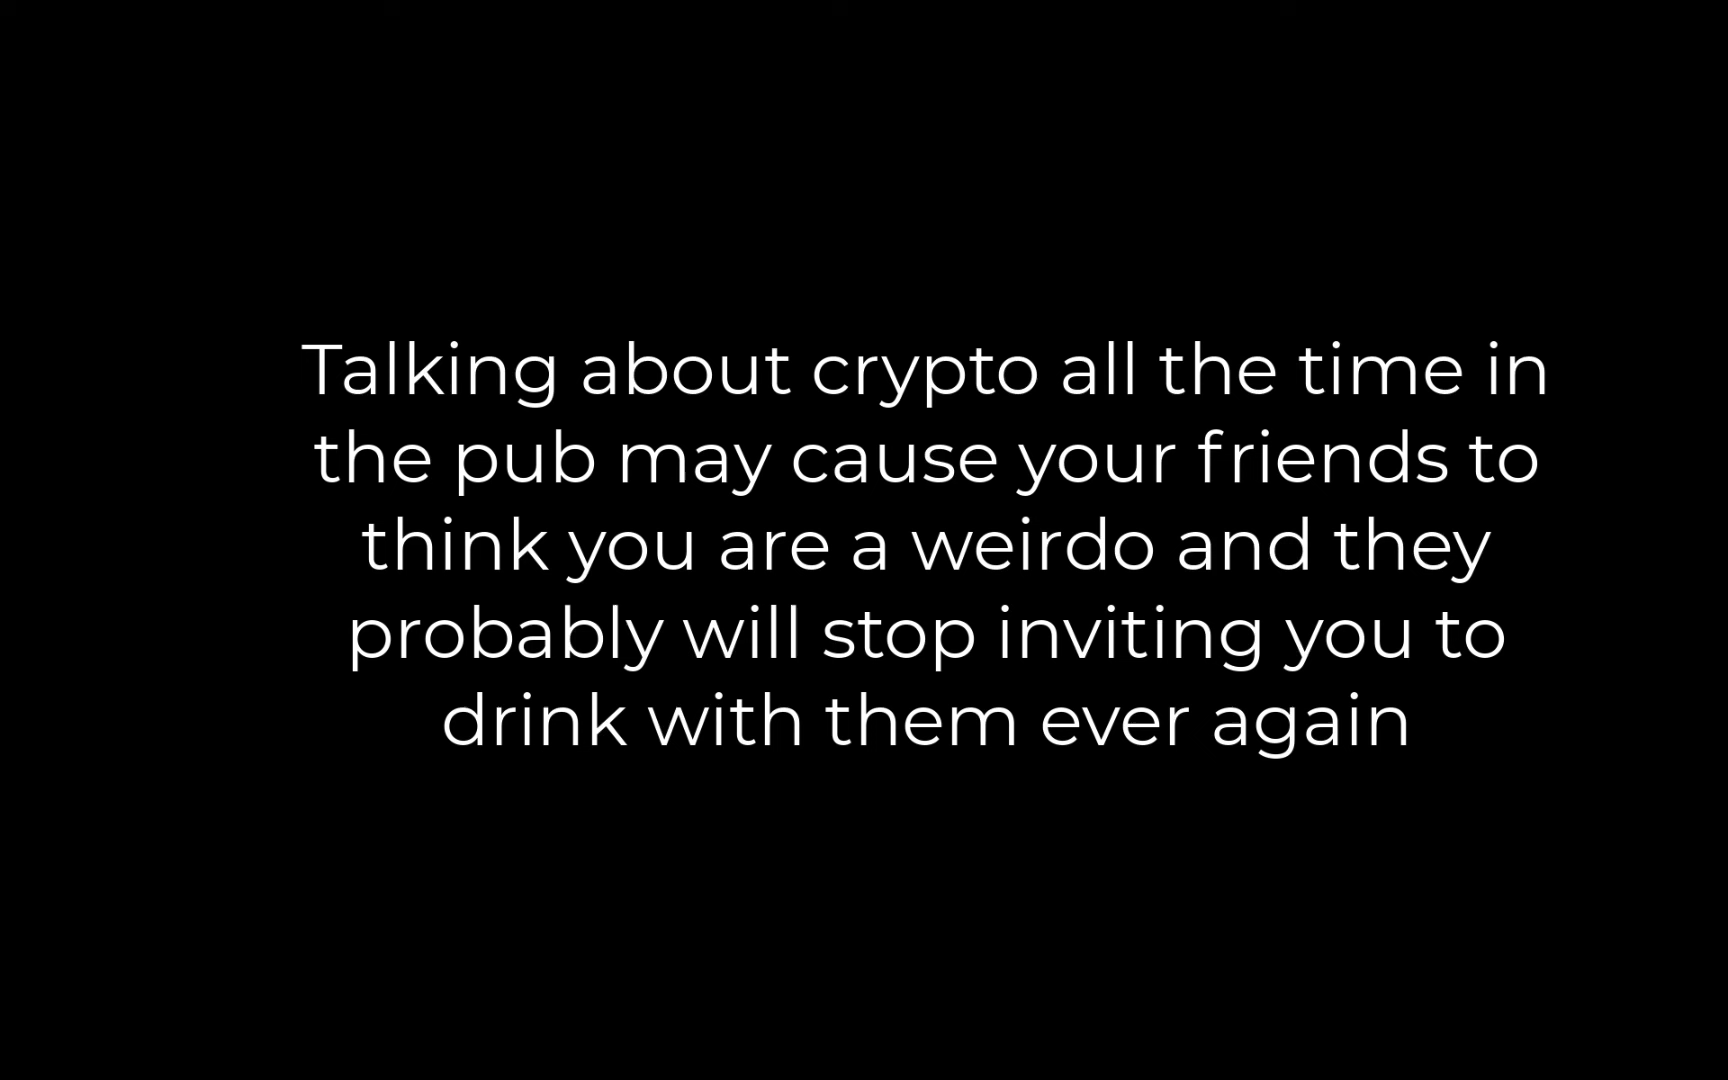 Talking about crypto all the time in
the pub may cause your friends to
think you are a weirdo and they
probably will stop inviting you to
drink with them ever again